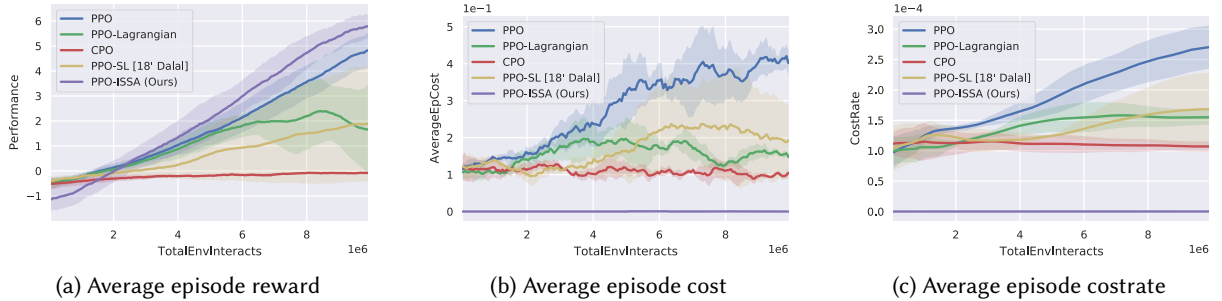 6
5
4
3
2
1
0
−1
Performance
PPO
PPO-Lagrangian
CPO
PPO-SL [18' Dalal]
PPO-ISSA (Ours)
2 4 6 8
1e6
TotalEnvInteracts
(a) Average episode reward
1e−1
5
4
3
2
1
0
AverageEpCost
PPO
PPO-Lagrangian
CPO
PPO-SL [18' Dalal]
PPO-ISSA (Ours)
2 4 6 8
1e6
TotalEnvInteracts
(b) Average episode cost
1e−4
3.0
2.5
2.0
1.5
1.0
0.5
0.0
CostRate
PPO
PPO-Lagrangian
CPO
PPO-SL [18' Dalal]
PPO-ISSA (Ours)
2 4 6 8
1e6
TotalEnvInteracts
(c) Average episode costrate